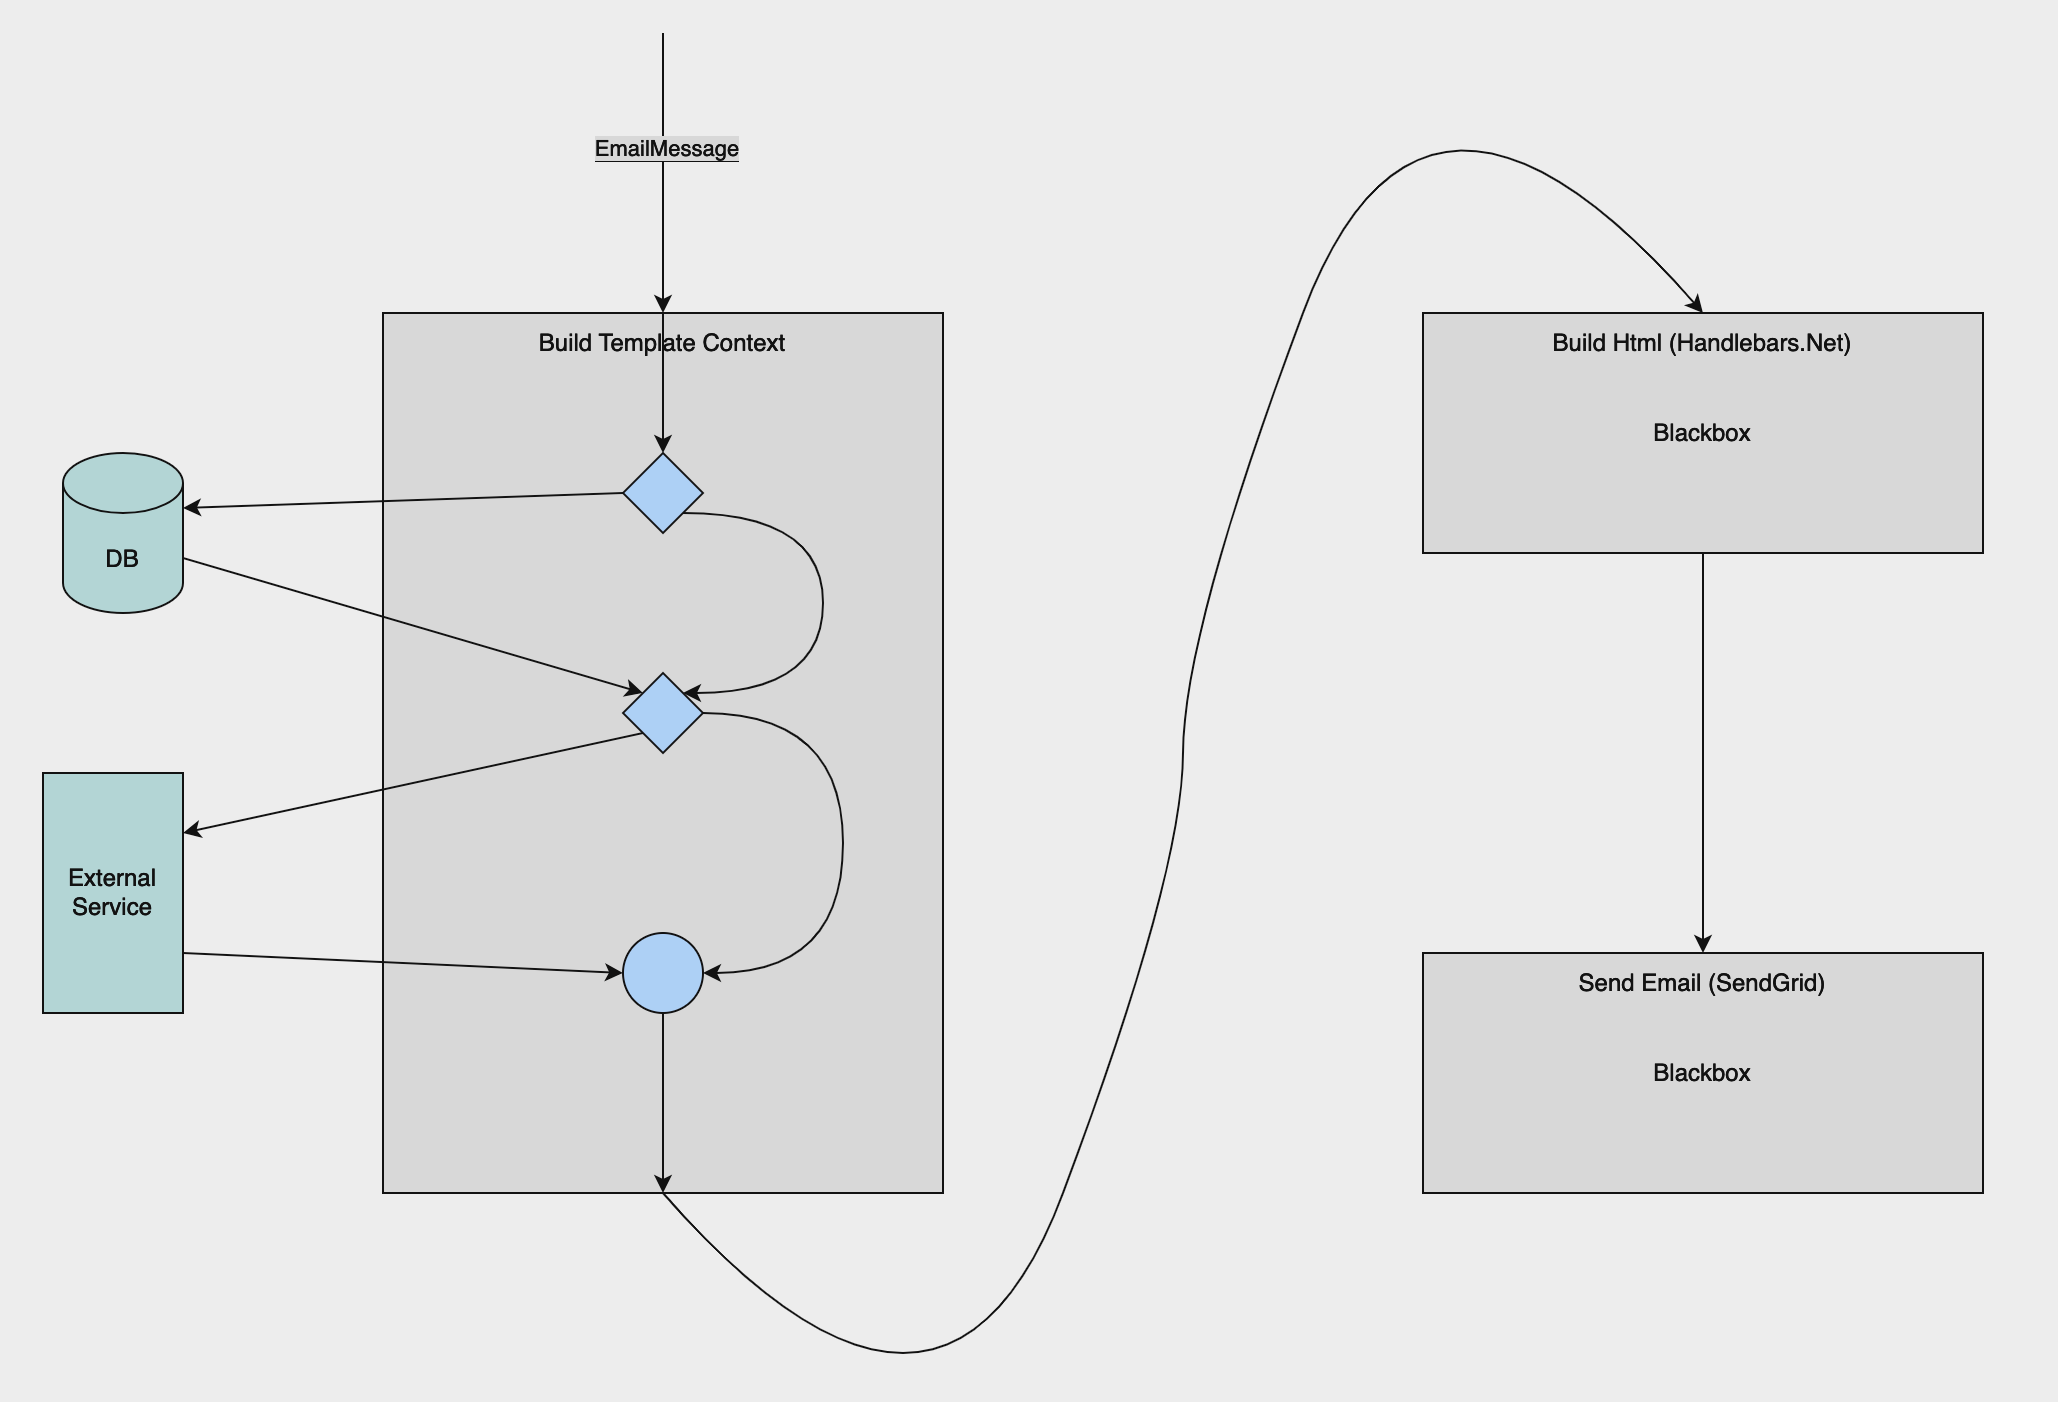 EmailMessage
Build Template Context
DB
External
Service
Build Html (Handlebars.Net)
Blackbox
Send Email (SendGrid)
Blackbox